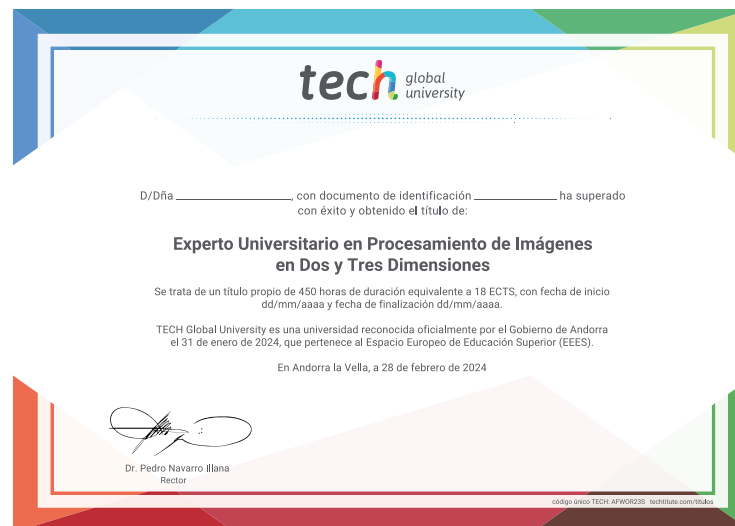 tech global
university
D/Dña ____________________, con documento de identificación ______________ ha superado
con éxito y obtenido el título de:
Experto Universitario en Procesamiento de Imágenes
en Dos y Tres Dimensiones
Se trata de un título propio de 450 horas de duración equivalente a 18 ECTS, con fecha de inicio
dd/mm/aaaa y fecha de finalización dd/mm/aaaa.
TECH Global University es una universidad reconocida oficialmente por el Gobierno de Andorra
el 31 de enero de 2024, que pertenece al Espacio Europeo de Educación Superior (EEES).
En Andorra la Vella, a 28 de febrero de 2024
Dr. Pedro Navarro Illana
Rector
código único TECH: AFWOR23S techtitute.com/titulos